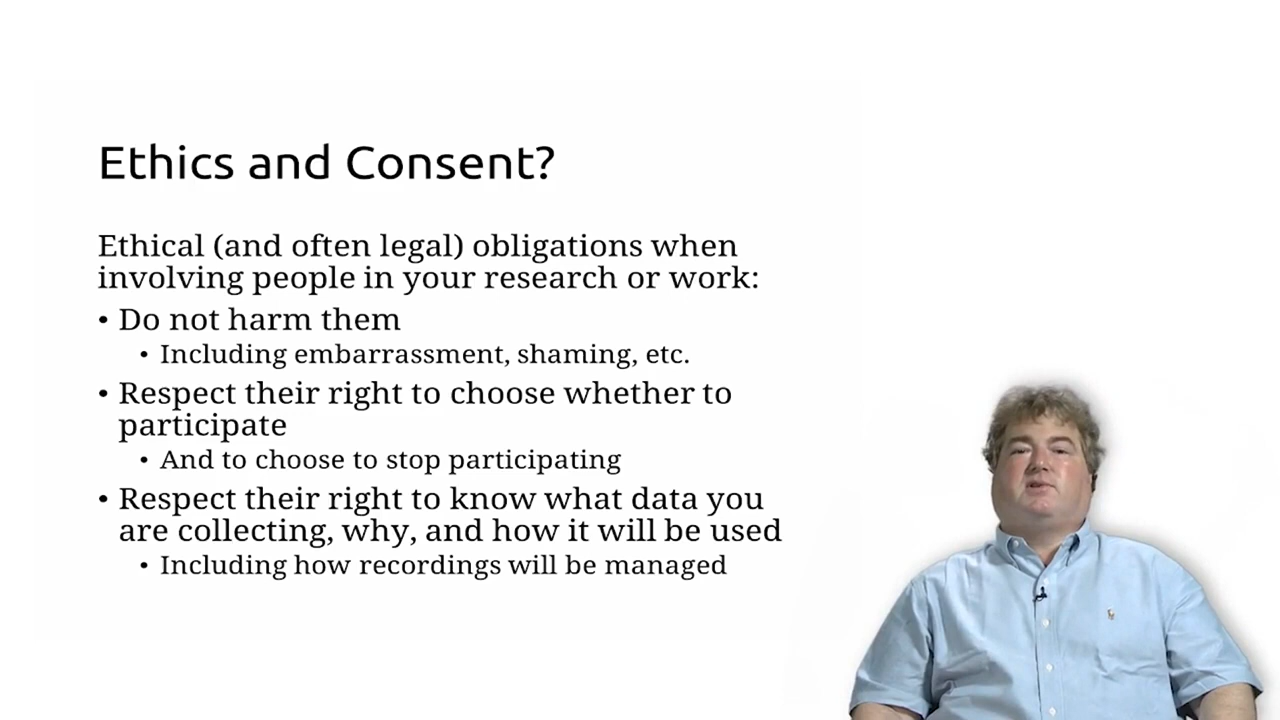 Ethics and Consent?
Ethical (and often legal) obligations when
involving people in your research or work:
• Do not harm them
• Including embarrassment, shaming, etc.
• Respect their right to choose whether to
participate
• And to choose to stop participating
• Respect their right to know what data you
are collecting, why, and how it will be used
• Including how recordings will be managed